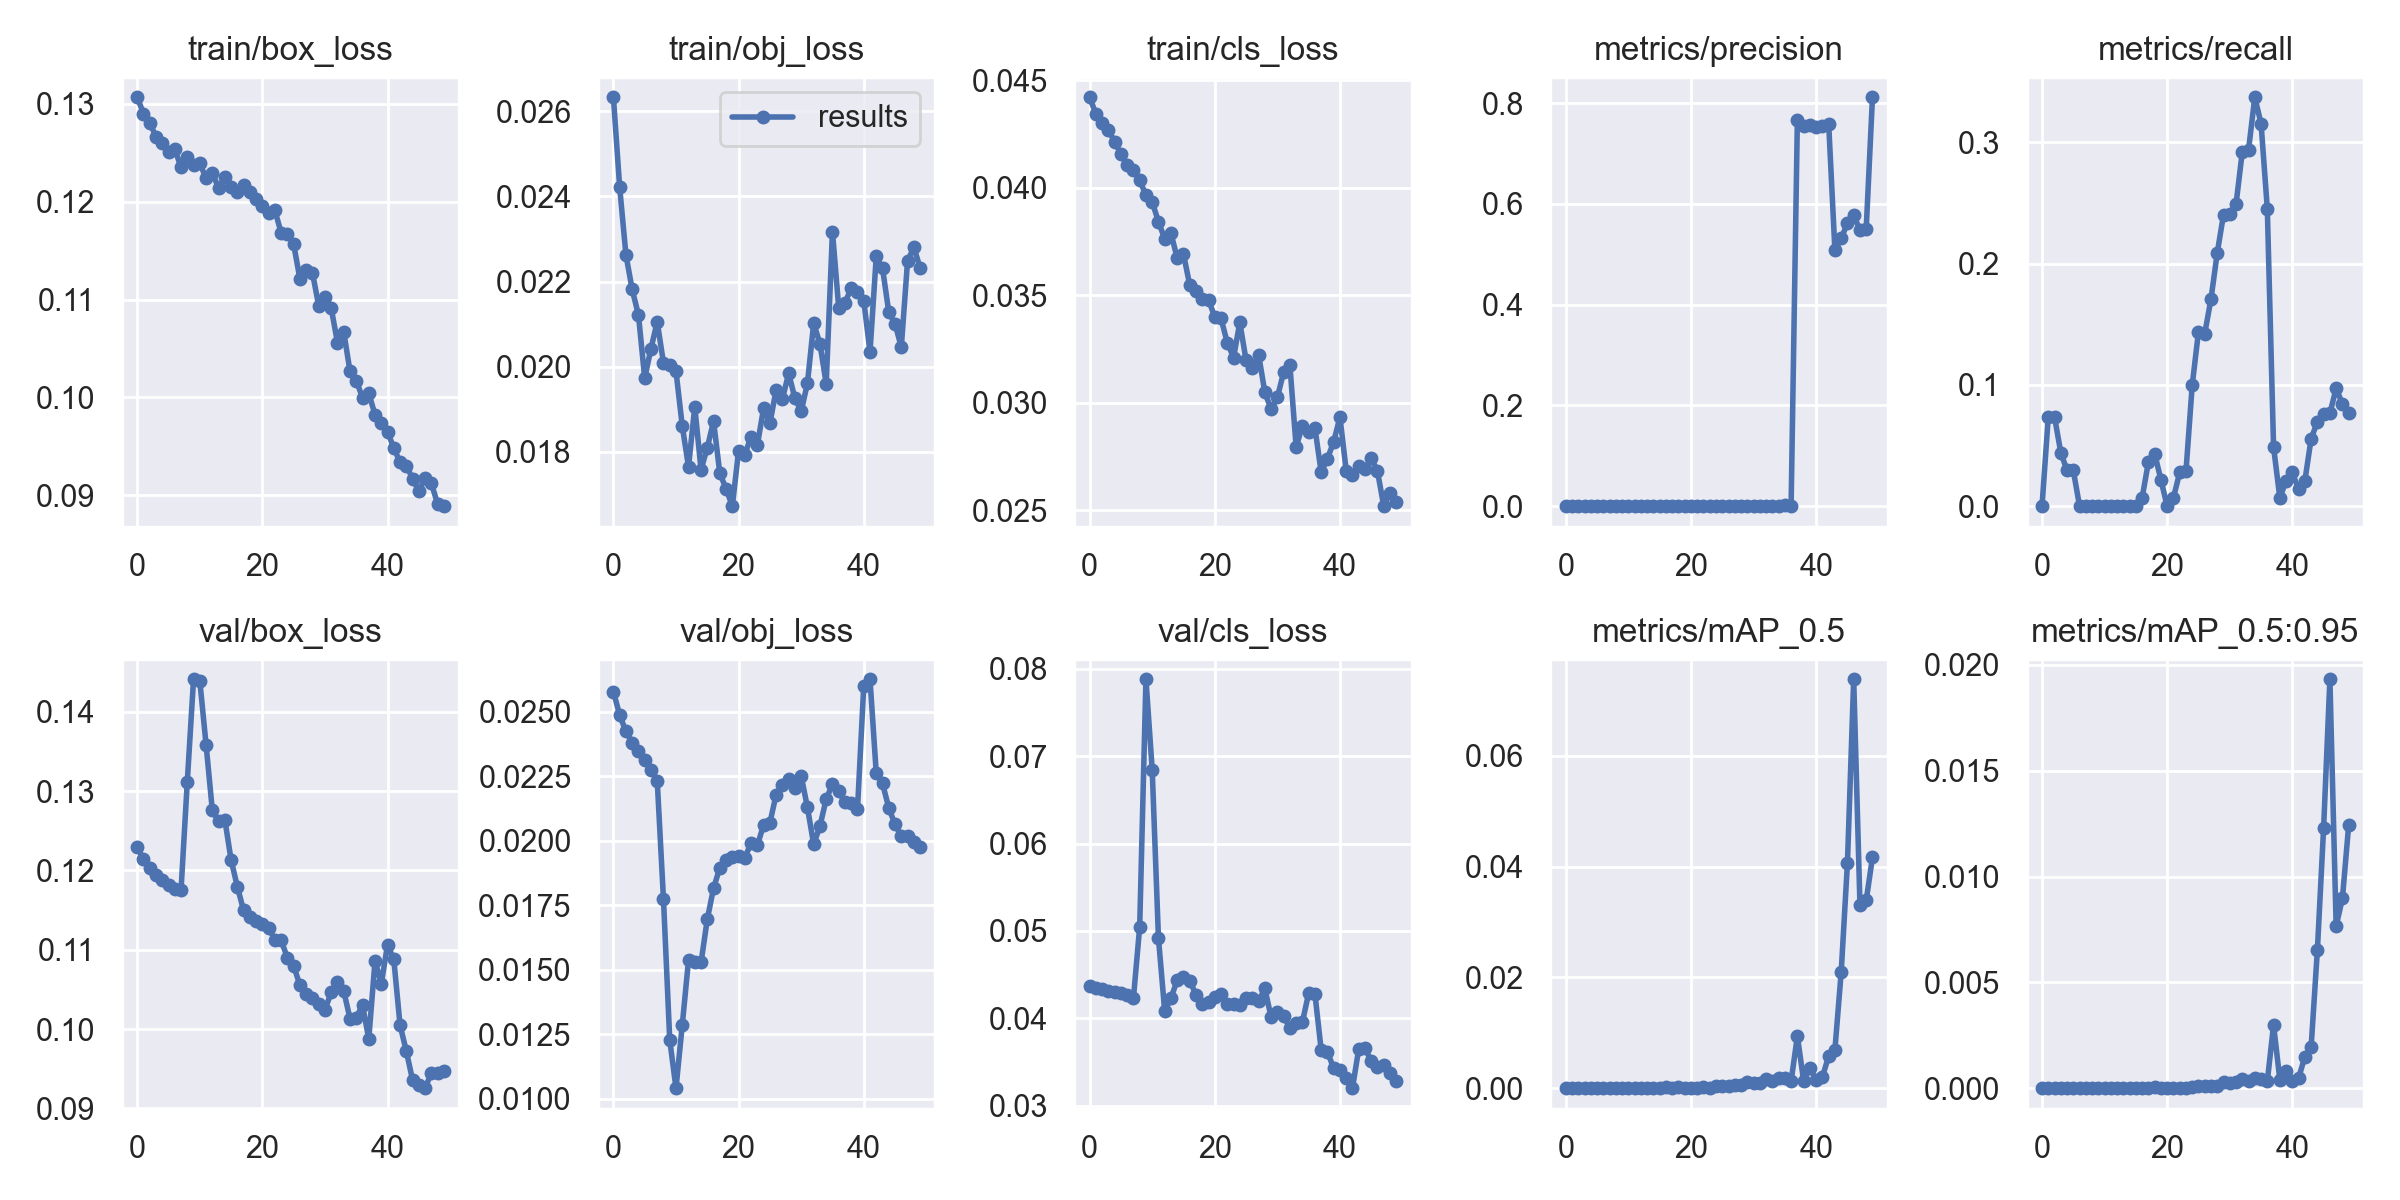 train/box_loss
train/obj_loss
train/cls_loss
metrics/precision
metrics/recall
0.13
0.12
0.11
0.10
0.09
0 20 40
results
0.026
0.024
0.022
0.020
0.018
0 20 40
0.045
0.040
0.035
0.030
0.025
0 20 40
0.8
0.6
0.4
0.2
0.0
0 20 40
0.3
0.2
0.1
0.0
0 20 40
val/box_loss
val/obj_loss
val/cls_loss
metrics/mAP_0.5
metrics/mAP_0.5:0.95
0.14
0.13
0.12
0.11
0.10
0.09
0 20 40
0.0250
0.0225
0.0200
0.0175
0.0150
0.0125
0.0100
0 20 40
0.08
0.07
0.06
0.05
0.04
0.03
0 20 40
0.06
0.04
0.02
0.00
0 20 40
0.020
0.015
0.010
0.005
0.000
0 20 40